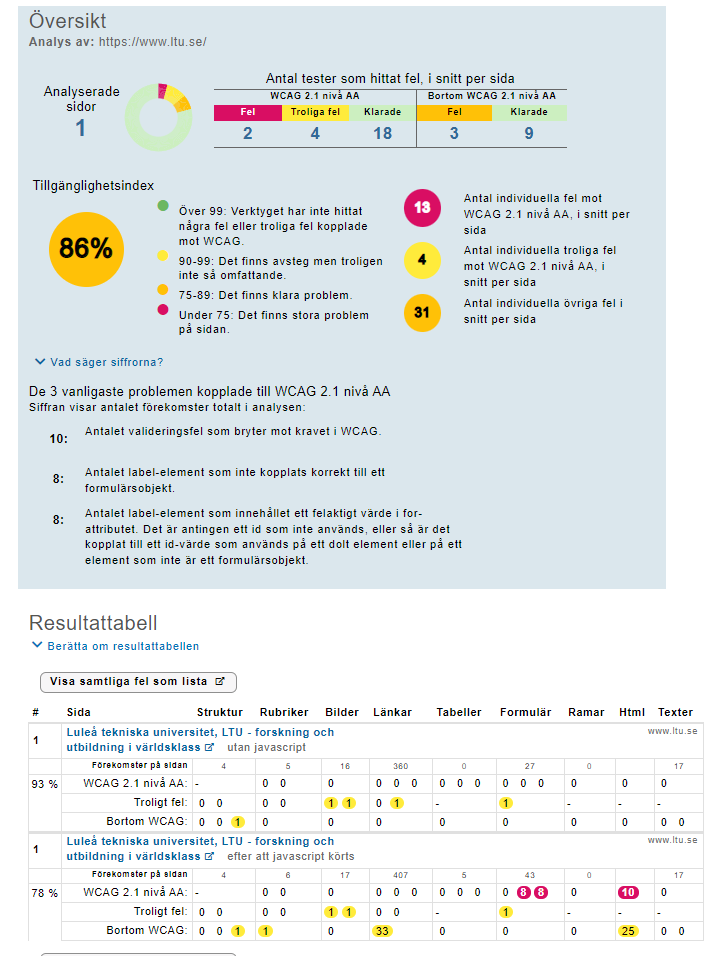 Översikt
Analys av: https://www.ltu.se/
Analyserade sidor
1
Antal tester som hittat fel, i snitt per sida
WCAG 2.1 nivå AA Bortom WCAG 2.1 nivå AA
Fel Troliga fel Klarade Fel Klarade
2 4 18 3 9
Tillgänglighetsindex
86%
Över 99: Verktyget har inte hittat
några fel eller troliga fel kopplade
mot WCAG.
90-99: Det finns avsteg men troligen
inte så omfattande.
75-89: Det finns klara problem.
Under 75: Det finns stora problem
på sidan.
13
Antal individuella fel mot
WCAG 2.1 nivå AA, i snitt per
sida
4
Antal individuella troliga fel
mot WCAG 2.1 nivå AA, i
snitt per sida
31
Antal individuella övriga fel i
snitt per sida
Vad säger siffrorna?
De 3 vanligaste problemen kopplade till WCAG 2.1 nivå AA
Siffran visar antalet förekomster totalt i analysen:
10: Antalet valideringsfel som bryter mot kravet i WCAG.
8: Antalet label-element som inte kopplats korrekt till ett
formulärsobjekt.
8: Antalet label-element som innehållet ett felaktigt värde i for-
attributet. Det är antingen ett id som inte används, eller så är det
kopplat till ett id-värde som används på ett dolt element eller på ett
element som inte är ett formulärsobjekt.
Resultattabell
Berätta om resultattabellen
Visa samtliga fel som lista
# Sida Struktur Rubriker Bilder Länkar Tabeller Formulär Ramar Html Texter
1 Luleå tekniska universitet, LTU - forskning och www.ltu.se
utbildning i världsklass utan javascript
Förekomster på sidan 4 5 16 360 0 27 0 17
93 % WCAG 2.1 nivå AA: - 0 0 0 0 0 0 0 0 0 0 0 0 0 0 0
Troligt fel: 0 0 0 0 1 1 0 1 - 1 - - -
Bortom WCAG: 0 0 1 0 0 0 0 0 0 0 0 0
1 Luleå tekniska universitet, LTU - forskning och www.ltu.se
utbildning i världsklass efter att javascript körts
Förekomster på sidan 4 6 17 407 5 43 0 17
78 % WCAG 2.1 nivå AA: - 0 0 0 0 0 0 0 0 0 0 8 8 0 10 0
Troligt fel: 0 0 0 0 1 1 0 0 - 1 - - -
Bortom WCAG: 0 0 1 1 0 33 0 0 0 25 0 0